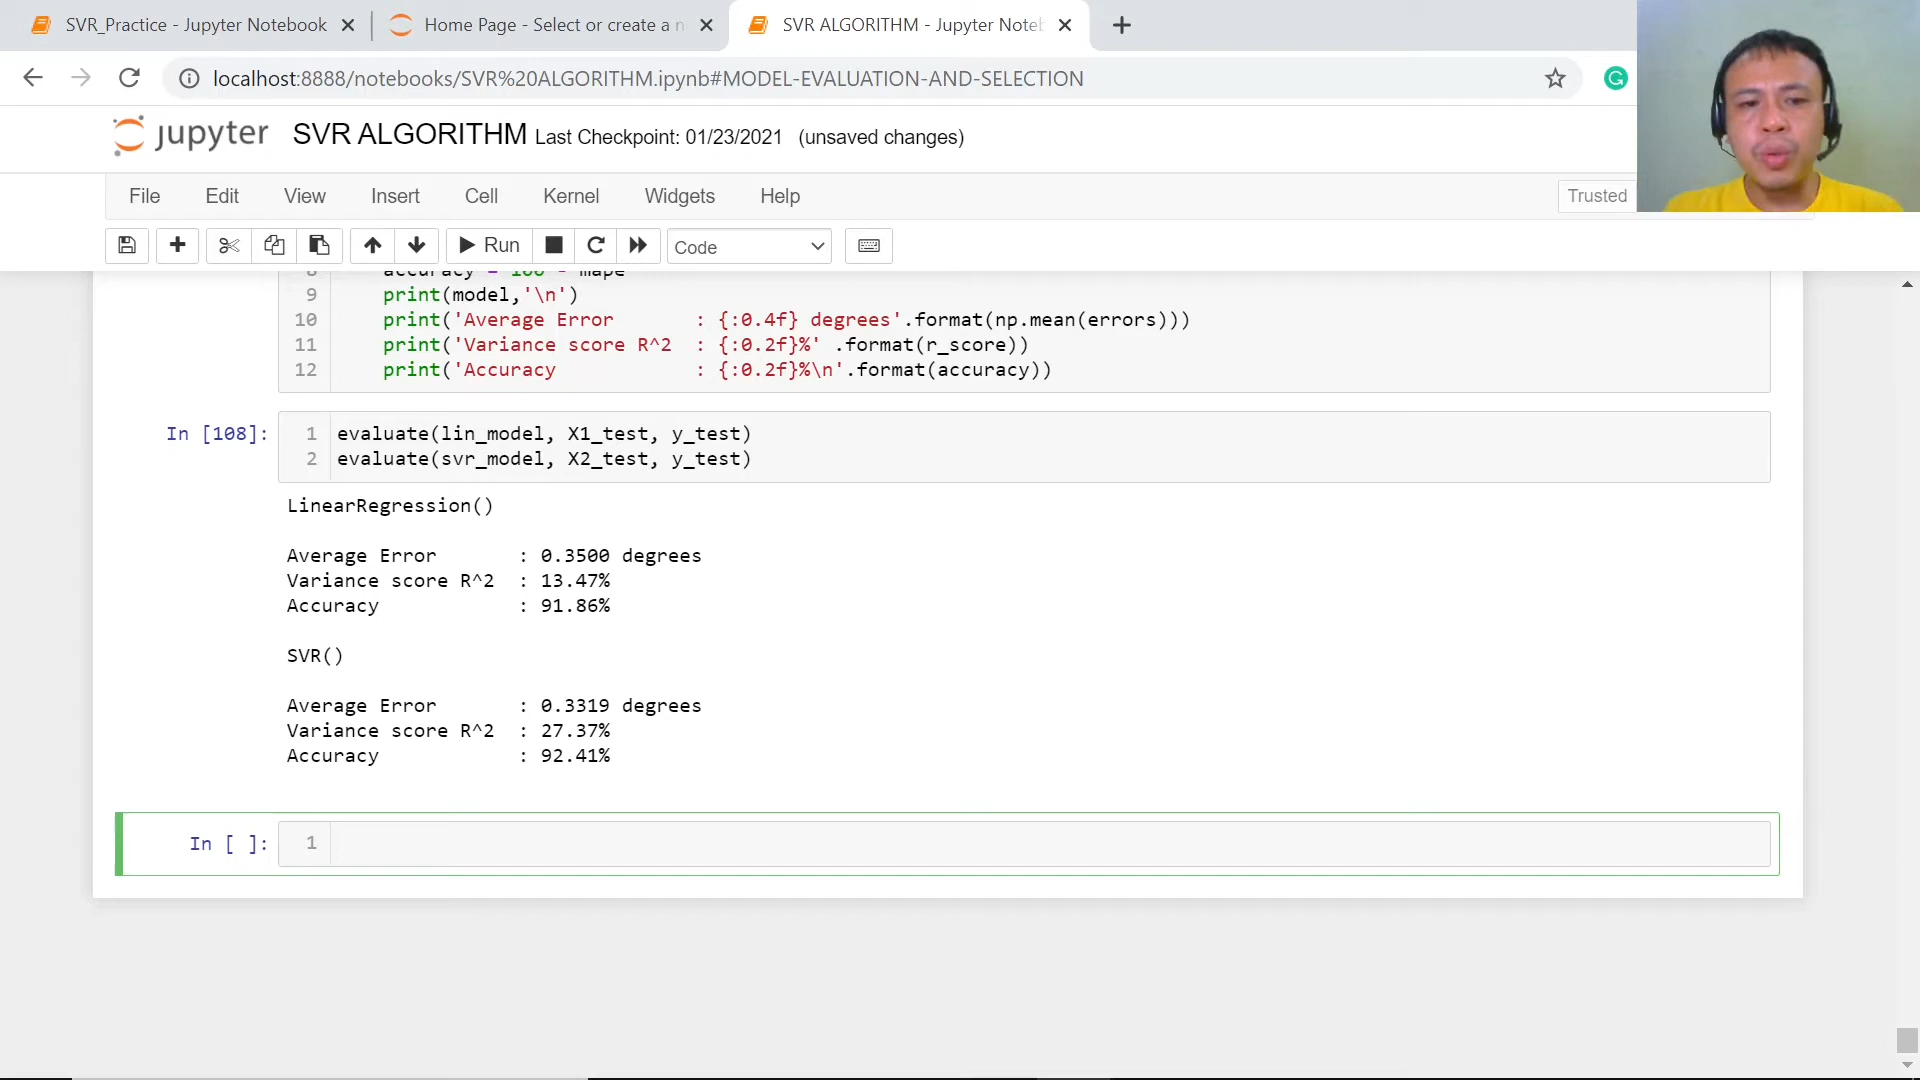 SVR_Practice - Jupyter Notebook
Home Page - Select or create a n
SVR ALGORITHM - Jupyter Noteb
localhost:8888/notebooks/SVR%20ALGORITHM.ipynb#MODEL-EVALUATION-AND-SELECTION
jupyter SVR ALGORITHM Last Checkpoint: 01/23/2021 (unsaved changes)
File Edit View Insert Cell Kernel Widgets Help Trusted
Run Code
8 accuracy = 100 - mape
9 print(model,'\n')
10 print('Average Error : {:0.4f} degrees'.format(np.mean(errors)))
11 print('Variance score R^2 : {:0.2f}%' .format(r_score))
12 print('Accuracy : {:0.2f}%\n'.format(accuracy))
In [108]: 1 evaluate(lin_model, X1_test, y_test)
2 evaluate(svr_model, X2_test, y_test)
LinearRegression()
Average Error : 0.3500 degrees
Variance score R^2 : 13.47%
Accuracy : 91.86%
SVR()
Average Error : 0.3319 degrees
Variance score R^2 : 27.37%
Accuracy : 92.41%
In [ ]: 1